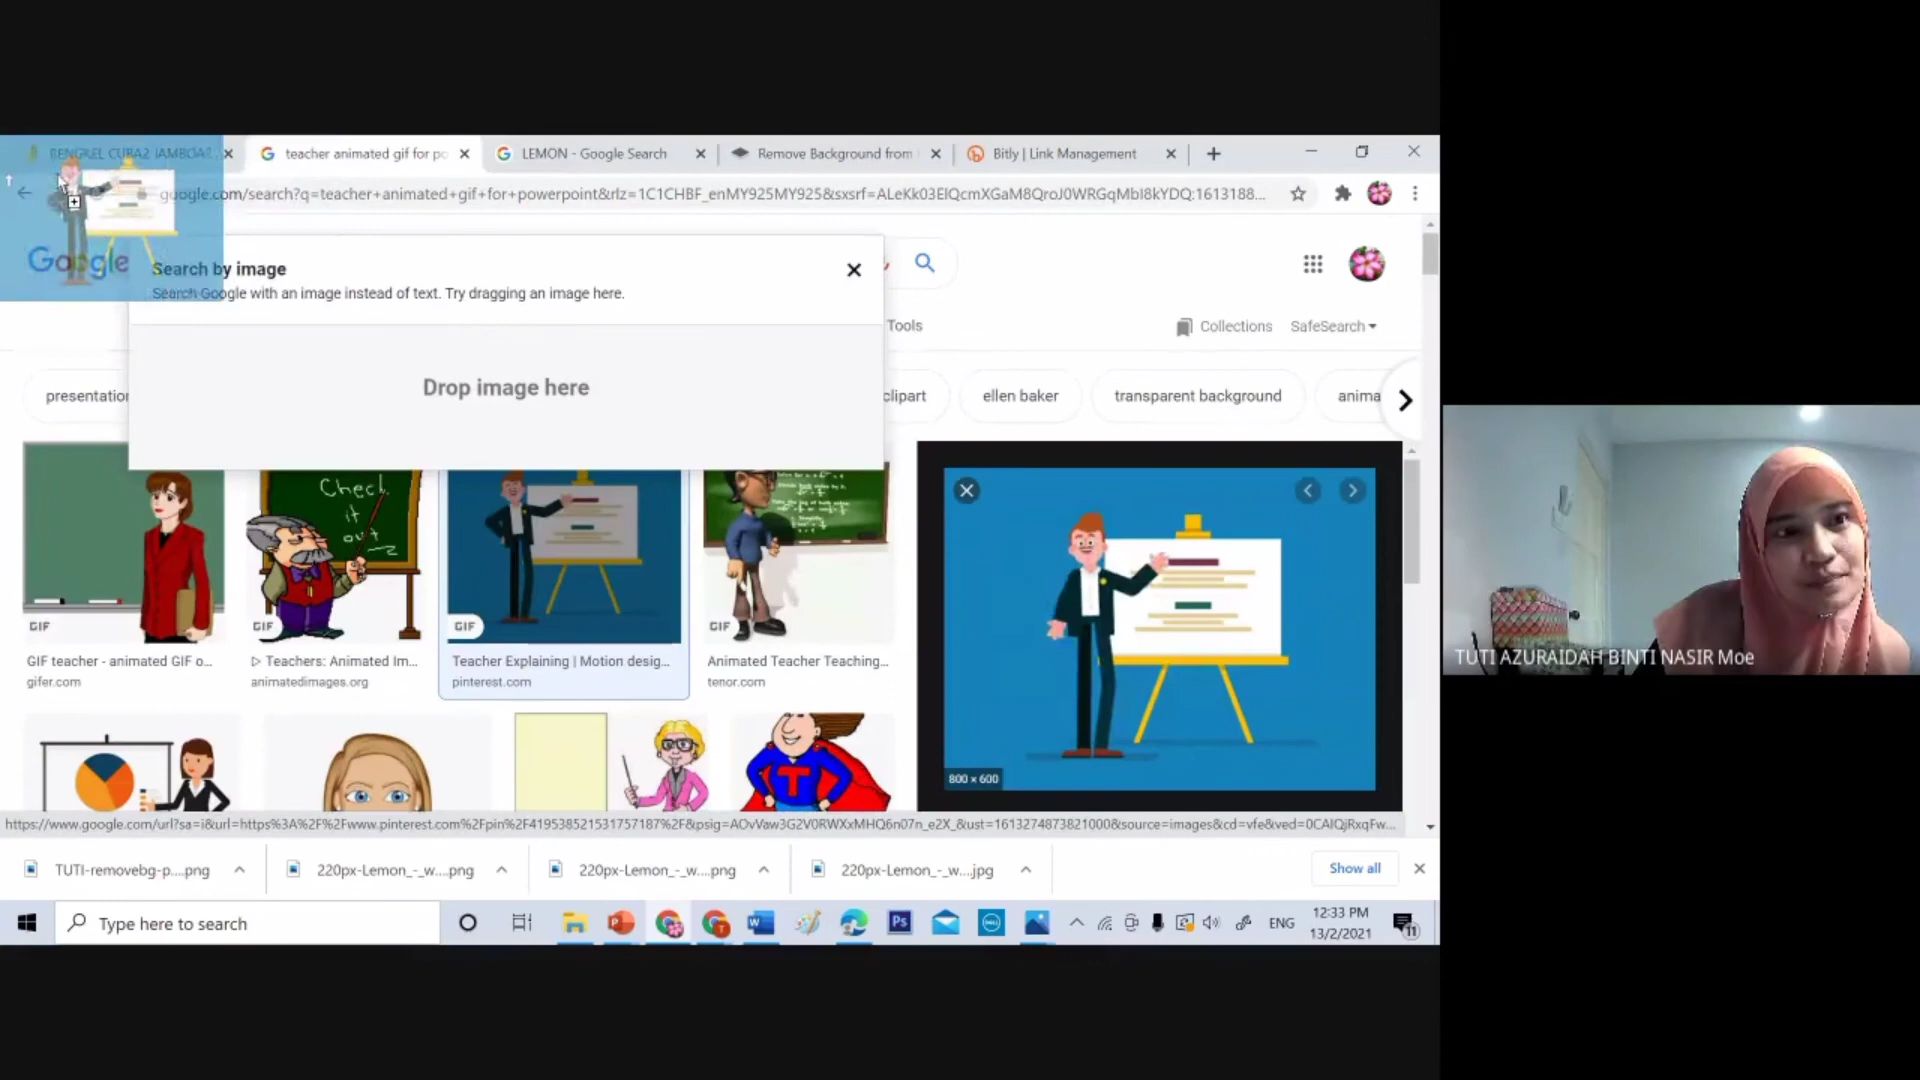 BENGKEL CUBA2 JAMBOAR
teacher animated gif for po
LEMON - Google Search
Remove Background from
Bitly | Link Management
google.com/search?q=teacher+animated+gif+for+powerpoint&rlz=1C1CHBF_enMY925MY925&sxsrf=ALeKk03ElQcmXGaM8QroJ0WRGqMbI8kYDQ:1613188...
Google
Search by image
Search Google with an image instead of text. Try dragging an image here.
Drop image here
Tools
Collections
SafeSearch
presentation
clipart
ellen baker
transparent background
anima
Check
it
out
GIF
GIF
GIF
GIF
GIF teacher - animated GIF o...
gifer.com
Teachers: Animated Im...
animatedimages.org
Teacher Explaining | Motion desig...
pinterest.com
Animated Teacher Teaching...
tenor.com
T
800 × 600
https://www.google.com/url?sa=i&url=https%3A%2F%2Fwww.pinterest.com%2Fpin%2F419538521531757187%2F&psig=AOvVaw3G2V0RWXxMHQ6n07n_e2X_&ust=1613274873821000&source=images&cd=vfe&ved=0CAIQjRxqFw...
TUTI-removebg-p....png
220px-Lemon_-_w....png
220px-Lemon_-_w....png
220px-Lemon_-_w....jpg
Show all
Type here to search
ENG
12:33 PM
13/2/2021
11
TUTI AZURAIDAH BINTI NASIR Moe